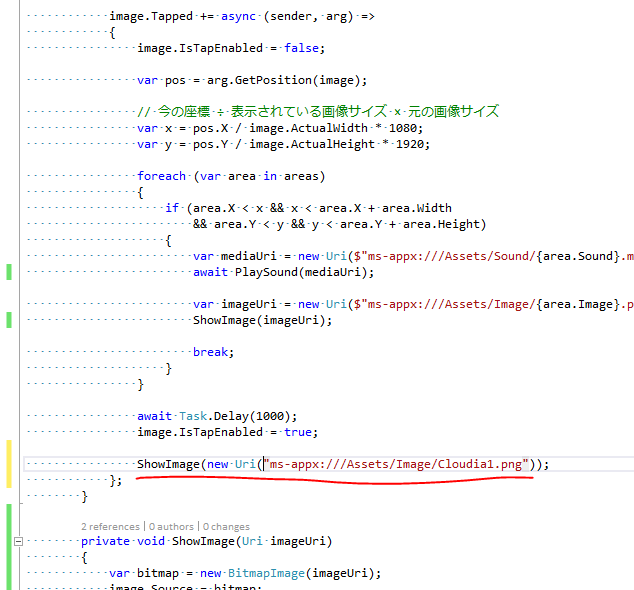 image.Tapped += async (sender, arg) =>
{
image.IsTapEnabled = false;
var pos = arg.GetPosition(image);
// 今の座標 ÷ 表示されている画像サイズ × 元の画像サイズ
var x = pos.X / image.ActualWidth * 1080;
var y = pos.Y / image.ActualHeight * 1920;
foreach (var area in areas)
{
if (area.X < x && x < area.X + area.Width
&& area.Y < y && y < area.Y + area.Height)
{
var mediaUri = new Uri($"ms-appx:///Assets/Sound/{area.Sound}.m
await PlaySound(mediaUri);
var imageUri = new Uri($"ms-appx:///Assets/Image/{area.Image}.p
ShowImage(imageUri);
break;
}
}
await Task.Delay(1000);
image.IsTapEnabled = true;
ShowImage(new Uri("ms-appx:///Assets/Image/Cloudia1.png"));
};
}
2 references | 0 authors | 0 changes
private void ShowImage(Uri imageUri)
{
var bitmap = new BitmapImage(imageUri);
image.Source = bitmap;